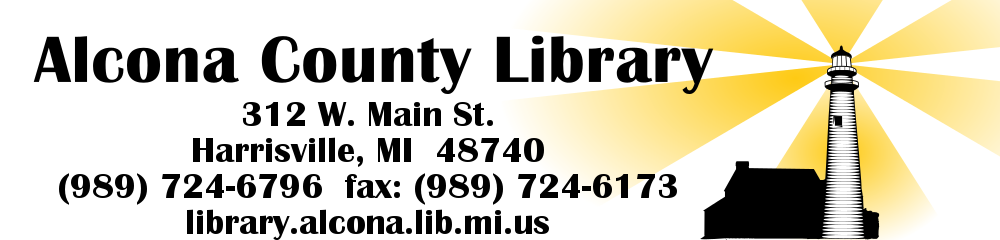 Alcona County Library
312 W. Main St.
Harrisville, MI  48740
(989) 724-6796  fax: (989) 724-6173
library.alcona.lib.mi.us